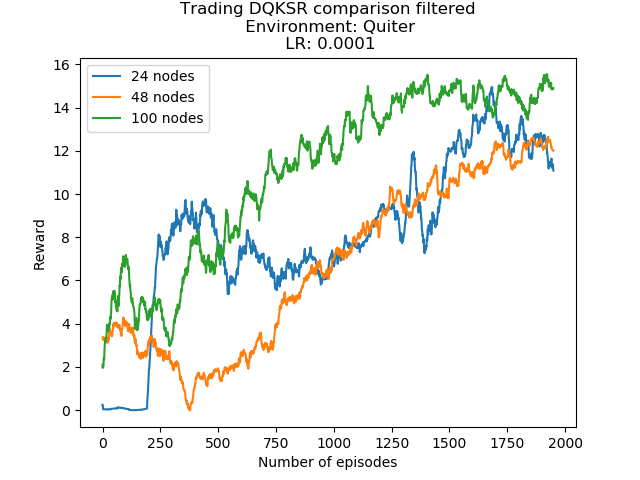 Trading DQKSR comparison filtered
Environment: Quiter
LR: 0.0001
16
14
12
10
8
6
4
2
0
Reward
24 nodes
48 nodes
100 nodes
0
250
500
750
1000
1250
1500
1750
2000
Number of episodes